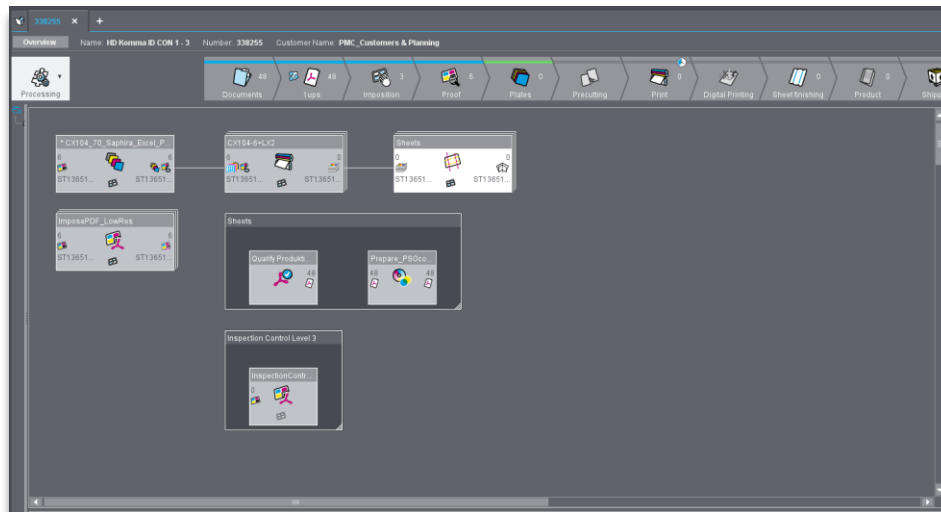 338255
Overview Name: HD Komma ID CON 1 - 3 Number: 338255 Customer Name: PMC_Customers & Planning
Processing
48 48 3 6 0 0 0 0
Documents 1ups Imposition Proof Plates Precutting Print Digital Printing Sheetfinishing Product Shipp
* CX104_70_Saphira_Excel_P... CX104-6+LX2 Sheets
6 6 6 0 0 0
ST13651... ST13651... ST13651... ST13651... ST13651... ST13651...
ImposePDF_LowRes Sheets
6 6
ST13651... ST13651...
Qualify Produkti... Prepare_PSOco...
48 48 48
Inspection Control Level 3
InspectionContr...
0